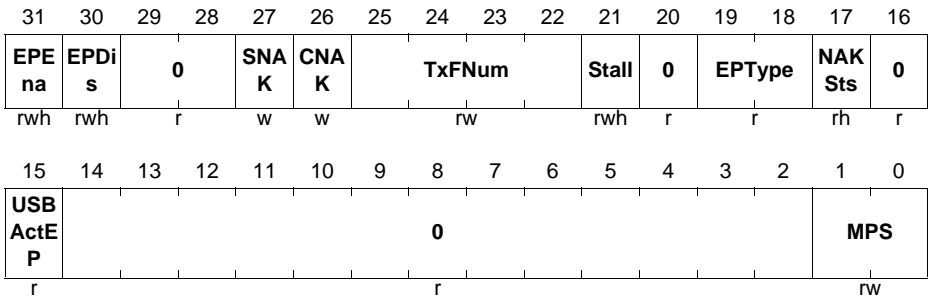 31 30 29 28 27 26 25 24 23 22 21 20 19 18 17 16
EPE EPDi 0 SNA CNA TxFNum Stall 0 EPType NAK 0
na s K K Sts
rwh rwh r w w rw rwh r r rh r
15 14 13 12 11 10 9 8 7 6 5 4 3 2 1 0
USB
ActE 0 MPS
P
r r rw